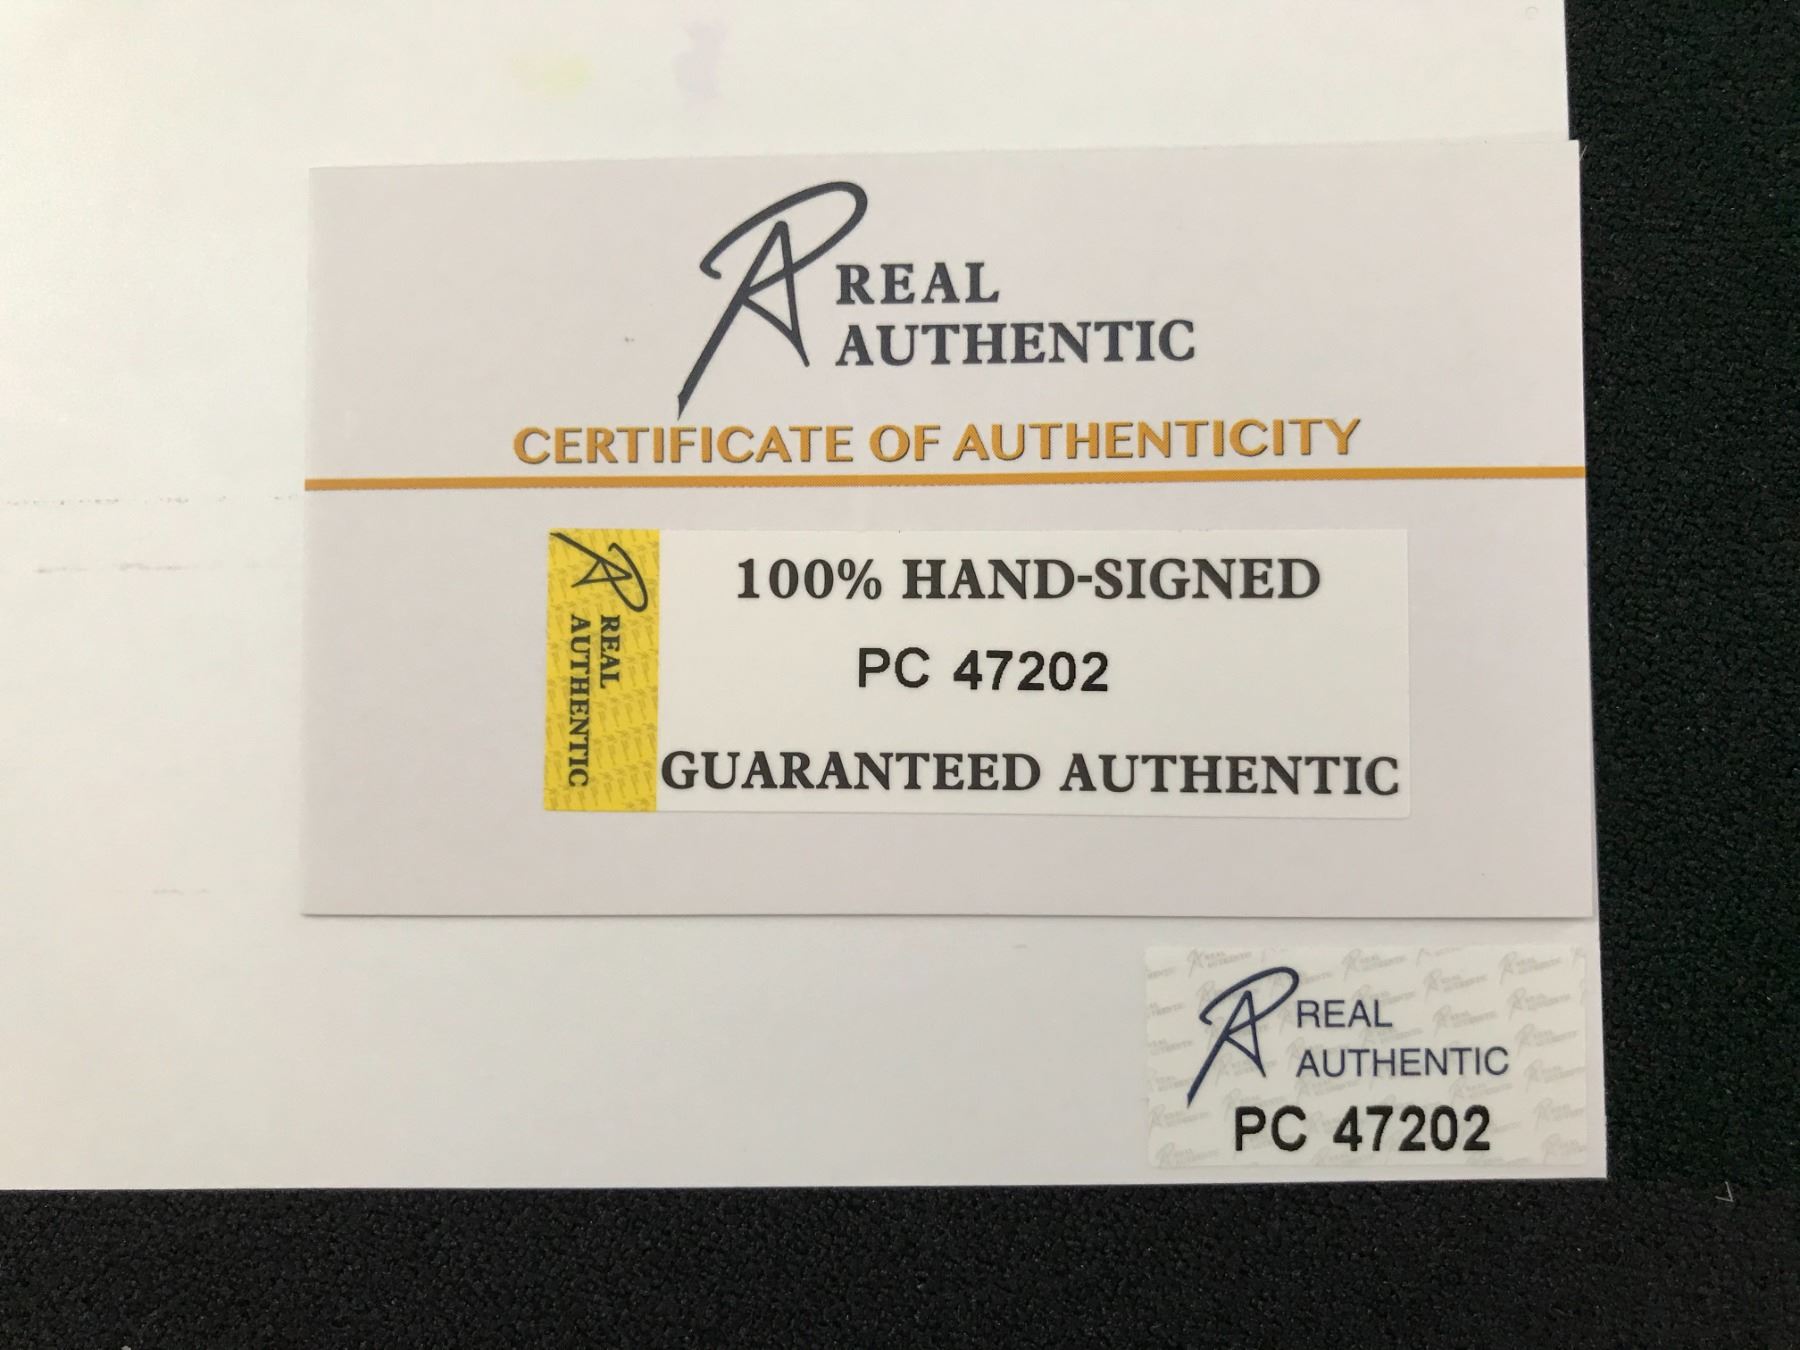 REAL
AUTHENTIC
CERTIFICATE OF AUTHENTICITY
REAL
AUTHENTIC
100% HAND-SIGNED
PC 47202
GUARANTEED AUTHENTIC
REAL
AUTHENTIC
PC 47202